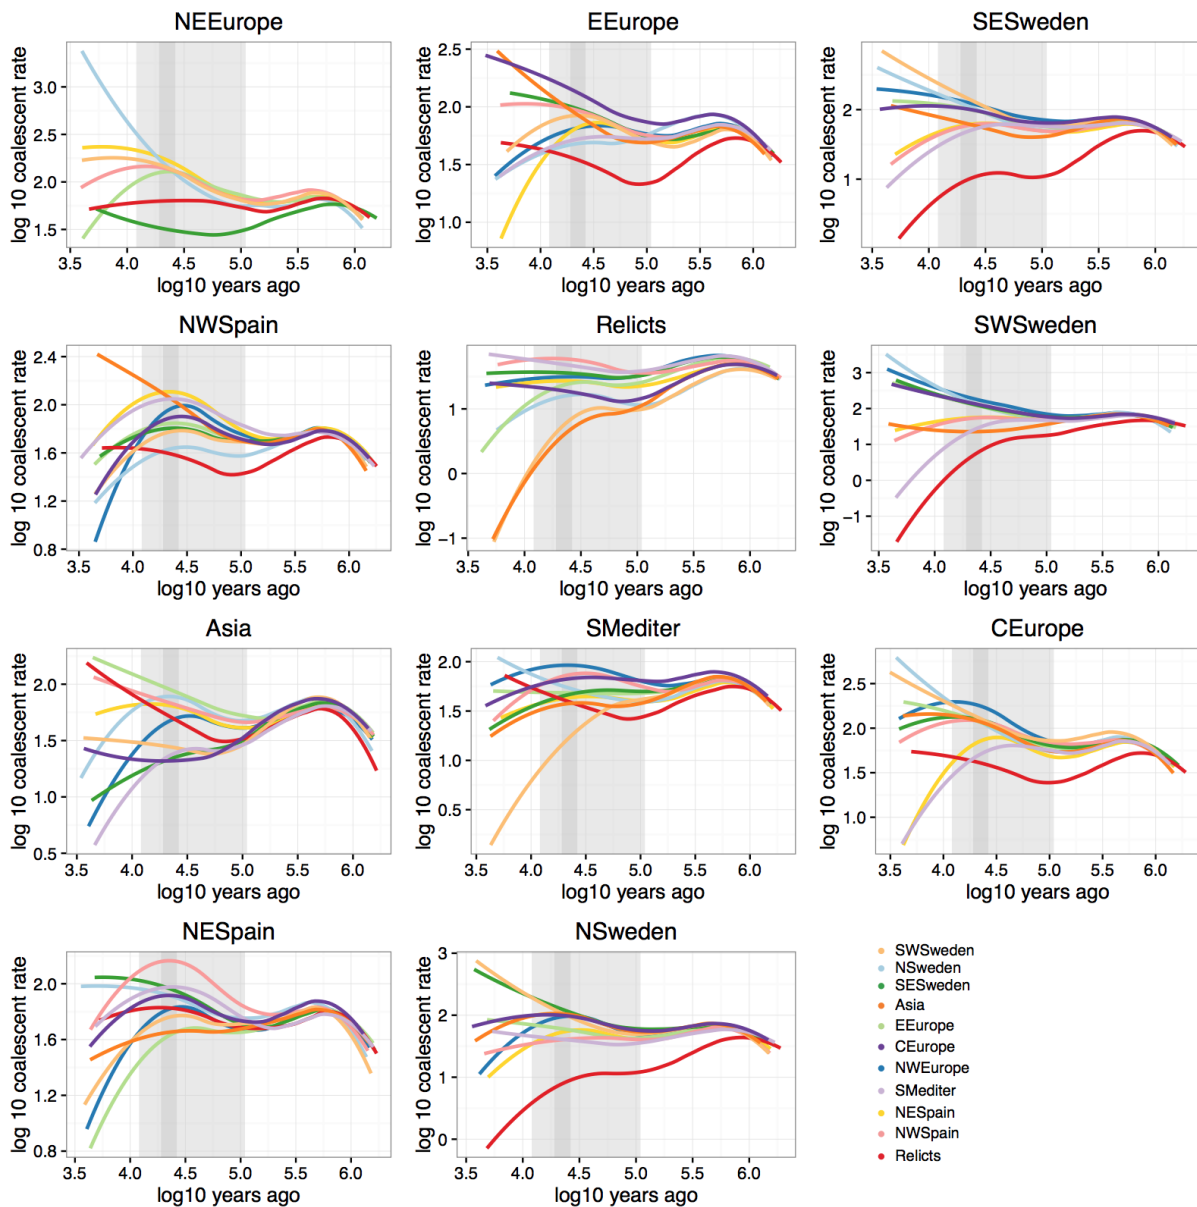 NEEurope
EEurope
SESweden
log 10 coalescent rate
3.0
2.5
2.0
1.5
3.5 4.0 4.5 5.0 5.5 6.0
log10 years ago
log 10 coalescent rate
2.5
2.0
1.5
1.0
3.5 4.0 4.5 5.0 5.5 6.0
log10 years ago
log 10 coalescent rate
2
1
3.5 4.0 4.5 5.0 5.5 6.0
log10 years ago
NWSpain
Relicts
SWSweden
log 10 coalescent rate
2.4
2.0
1.6
1.2
0.8
3.5 4.0 4.5 5.0 5.5 6.0
log10 years ago
log 10 coalescent rate
1
0
−1
3.5 4.0 4.5 5.0 5.5 6.0
log10 years ago
log 10 coalescent rate
3
2
1
0
−1
3.5 4.0 4.5 5.0 5.5 6.0
log10 years ago
Asia
SMediter
CEurope
log 10 coalescent rate
2.0
1.5
1.0
0.5
3.5 4.0 4.5 5.0 5.5 6.0
log10 years ago
log 10 coalescent rate
2.0
1.5
1.0
0.5
3.5 4.0 4.5 5.0 5.5 6.0
log10 years ago
log 10 coalescent rate
2.5
2.0
1.5
1.0
3.5 4.0 4.5 5.0 5.5 6.0
log10 years ago
NESpain
NSweden
log 10 coalescent rate
2.0
1.6
1.2
0.8
3.5 4.0 4.5 5.0 5.5 6.0
log10 years ago
log 10 coalescent rate
3
2
1
0
3.5 4.0 4.5 5.0 5.5 6.0
log10 years ago
SWSweden
NSweden
SESweden
Asia
EEurope
CEurope
NWEurope
SMediter
NESpain
NWSpain
Relicts